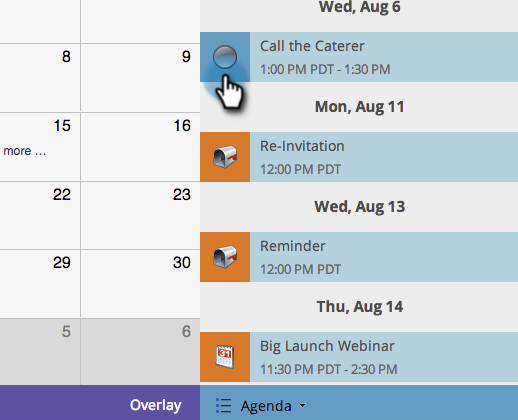 Wed, Aug 6
8
9
Call the Caterer
1:00 PM PDT - 1:30 PM
Mon, Aug 11
15
16
more ...
Re-Invitation
12:00 PM PDT
22
23
Wed, Aug 13
Reminder
12:00 PM PDT
29
30
Thu, Aug 14
5
6
31
Big Launch Webinar
11:30 PM PDT - 2:30 PM
Overlay
Agenda